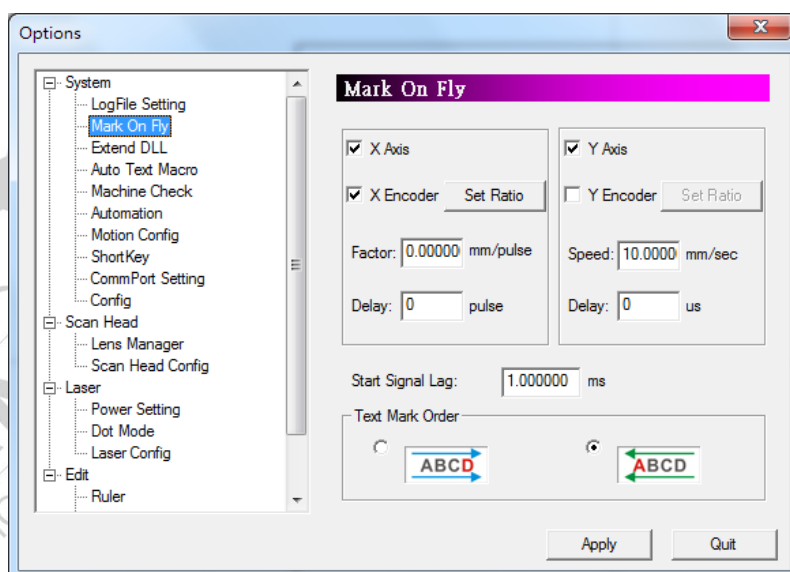 Options
System
LogFile Setting
Mark On Fly
Extend DLL
Auto Text Macro
Machine Check
Automation
Motion Config
ShortKey
CommPort Setting
Config
Scan Head
Lens Manager
Scan Head Config
Laser
Power Setting
Dot Mode
Laser Config
Edit
Ruler
Mark On Fly
X Axis
X Encoder Set Ratio
Factor: 0.00000 mm/pulse
Delay: 0 pulse
Y Axis
Y Encoder Set Ratio
Speed: 10.0000 mm/sec
Delay: 0 us
Start Signal Lag: 1.000000 ms
Text Mark Order
ABCD
ABCD
Apply Quit